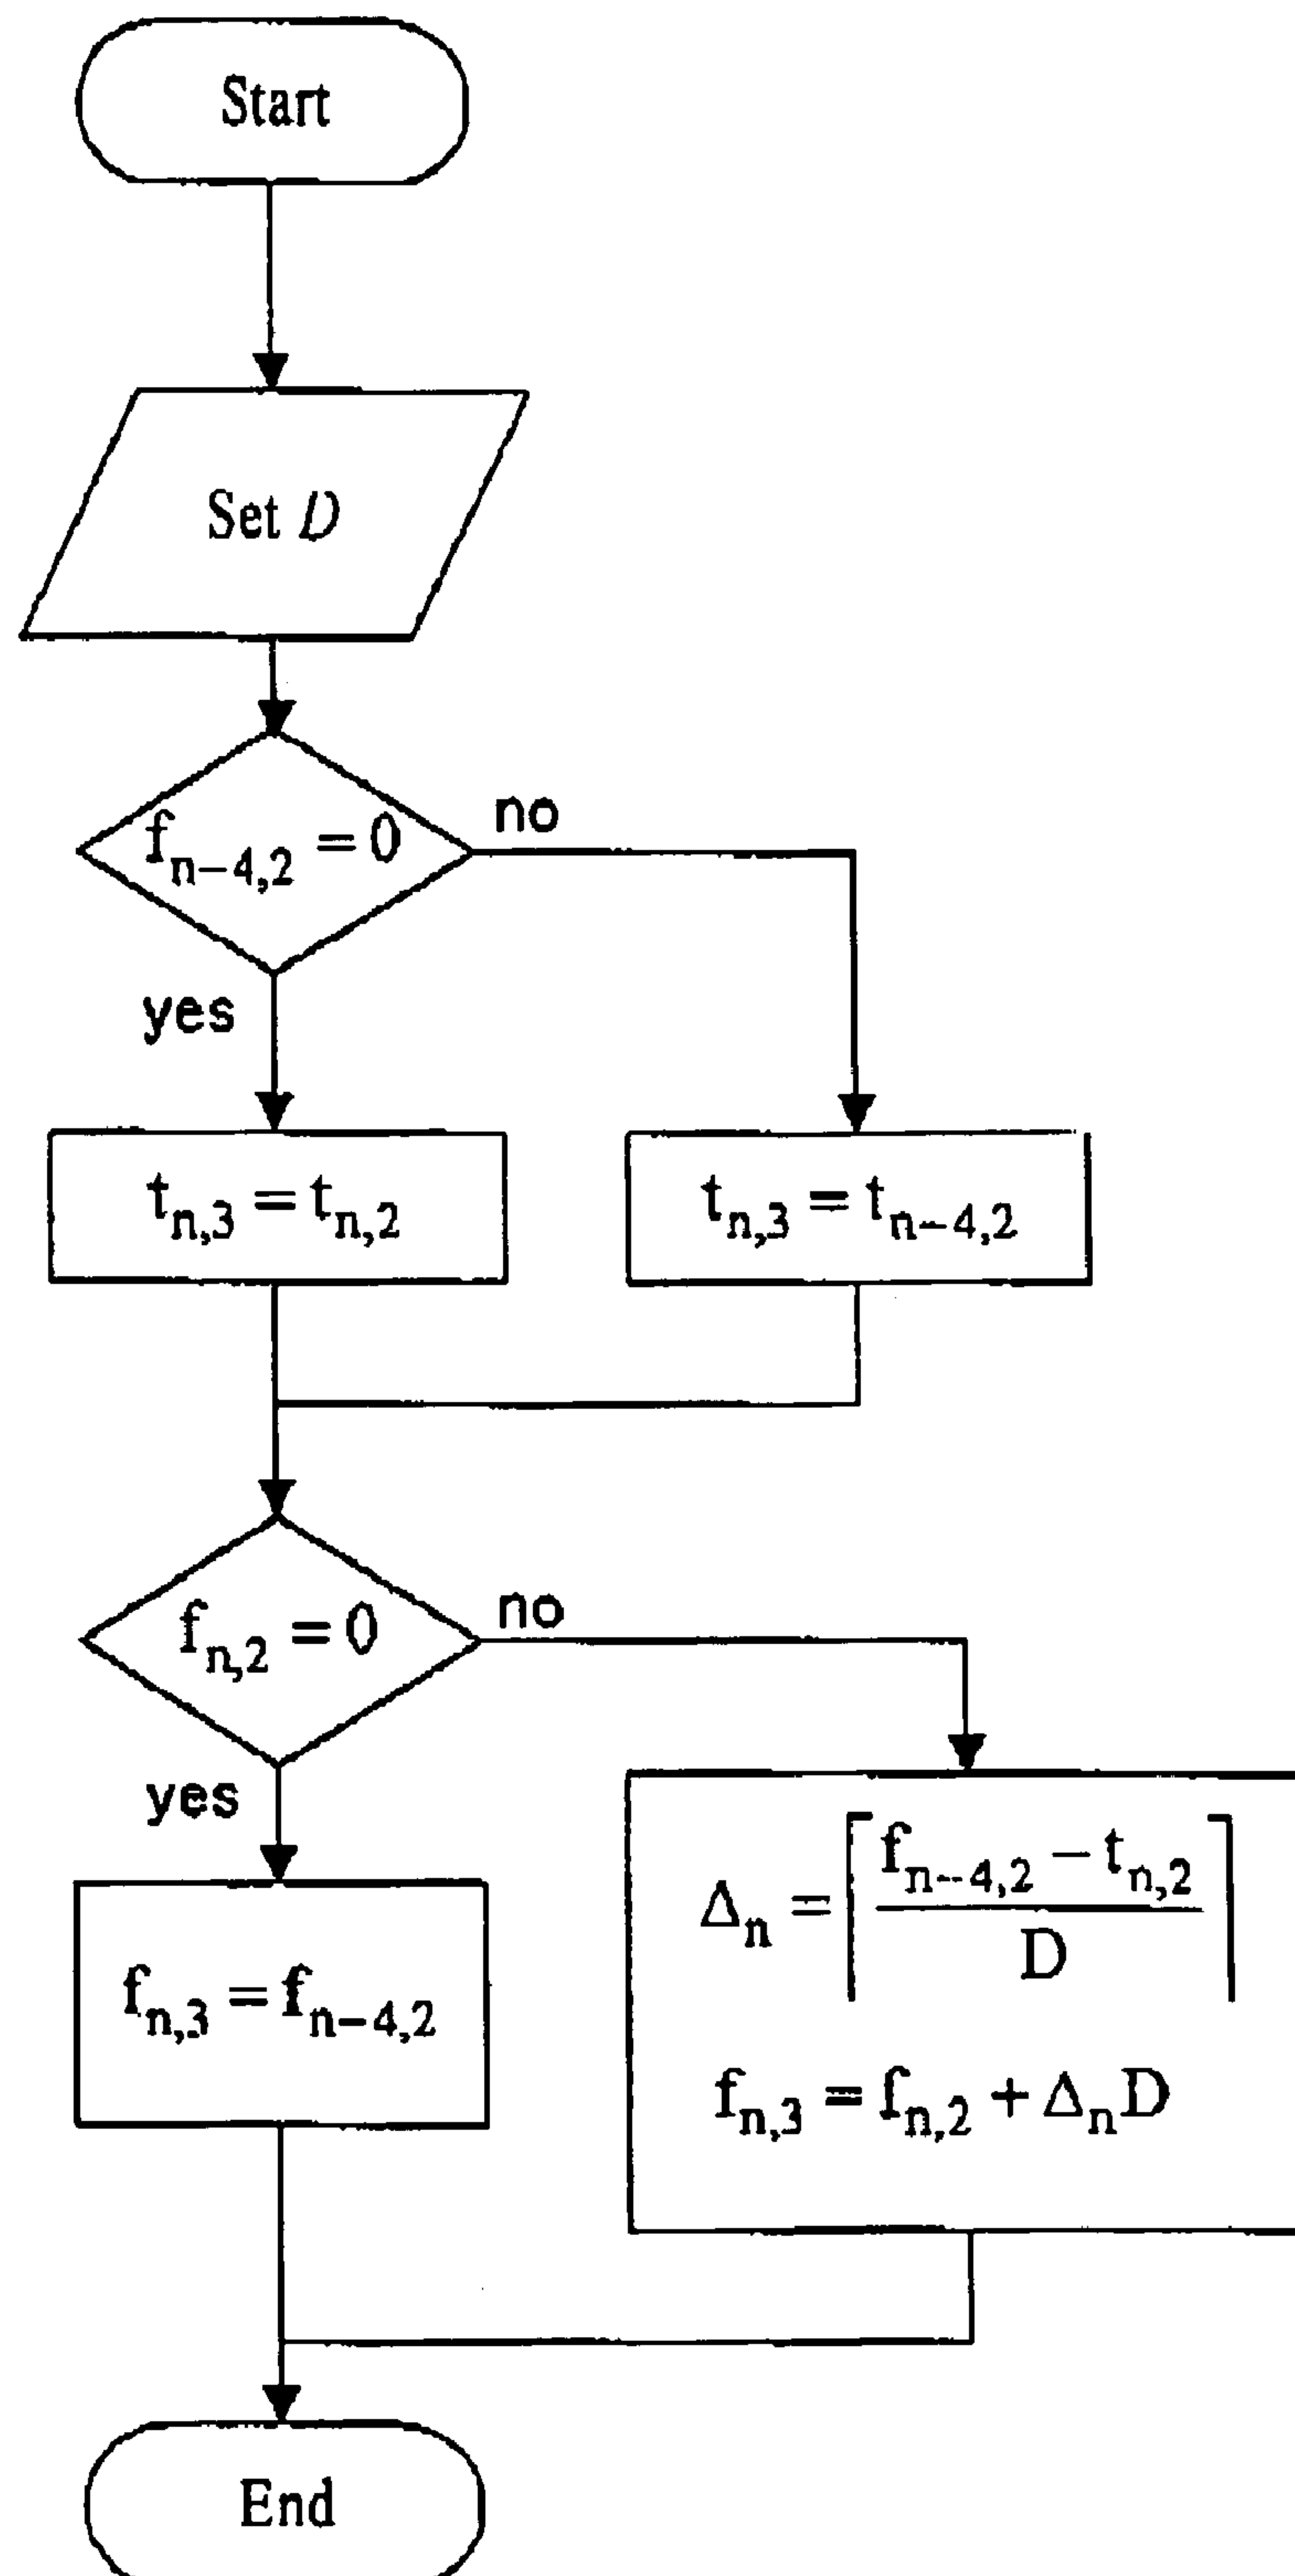 Start
Set D
f_{n-4,2} = 0
no
yes
t_{n,3} = t_{n,2}
t_{n,3} = t_{n-4,2}
f_{n,2} = 0
no
yes
f_{n,3} = f_{n-4,2}
Δ_n = ⌈(f_{n-4,2} - t_{n,2}) / D⌉
f_{n,3} = f_{n,2} + Δ_n D
End